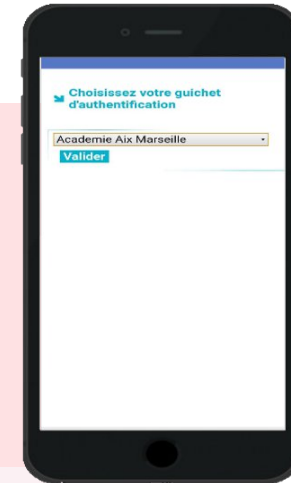 Choisissez votre guichet
d'authentification
Academie Aix Marseille
Valider